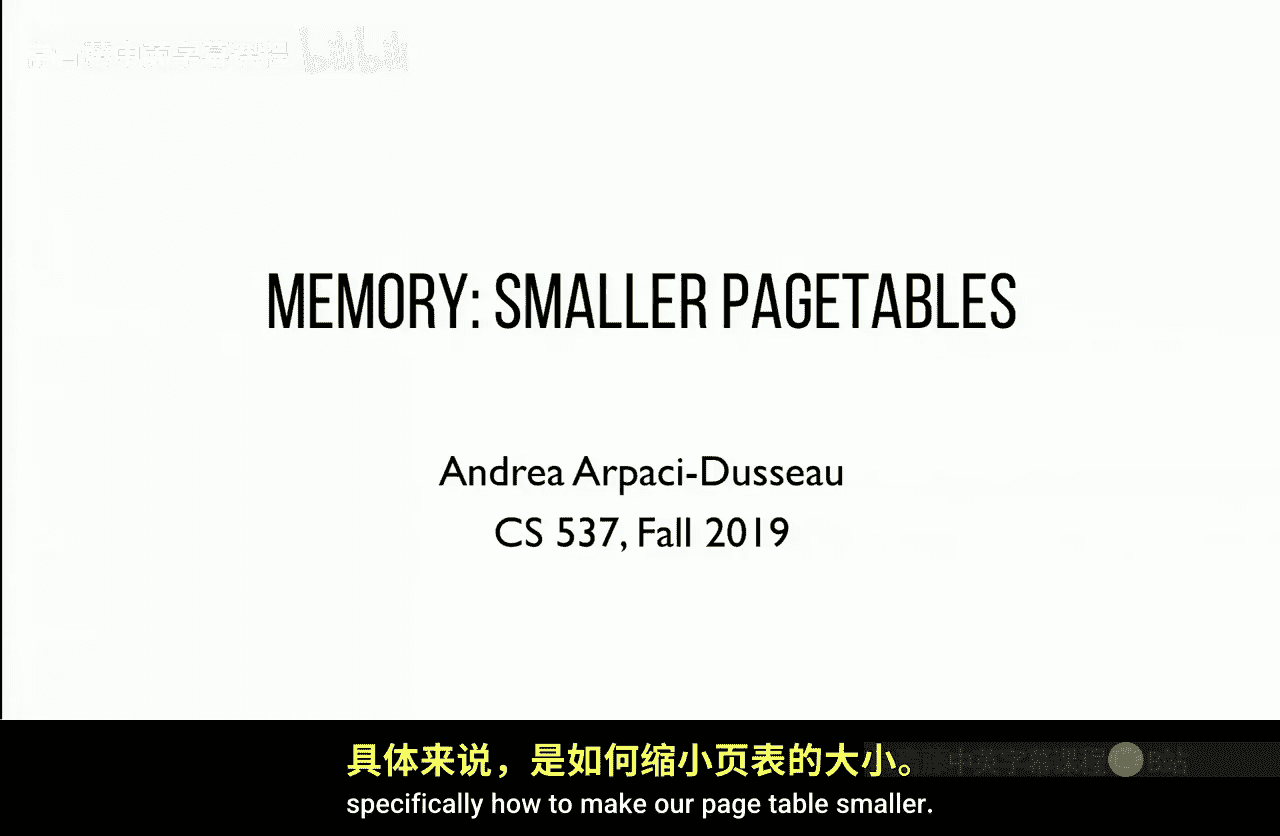 bilibili
MEMORY: SMALLER PAGETABLES
Andrea Arpaci-Dusseau
CS 537, Fall 2019
具体来说，是如何缩小页表的大小。
specifically how to make our page table smaller.